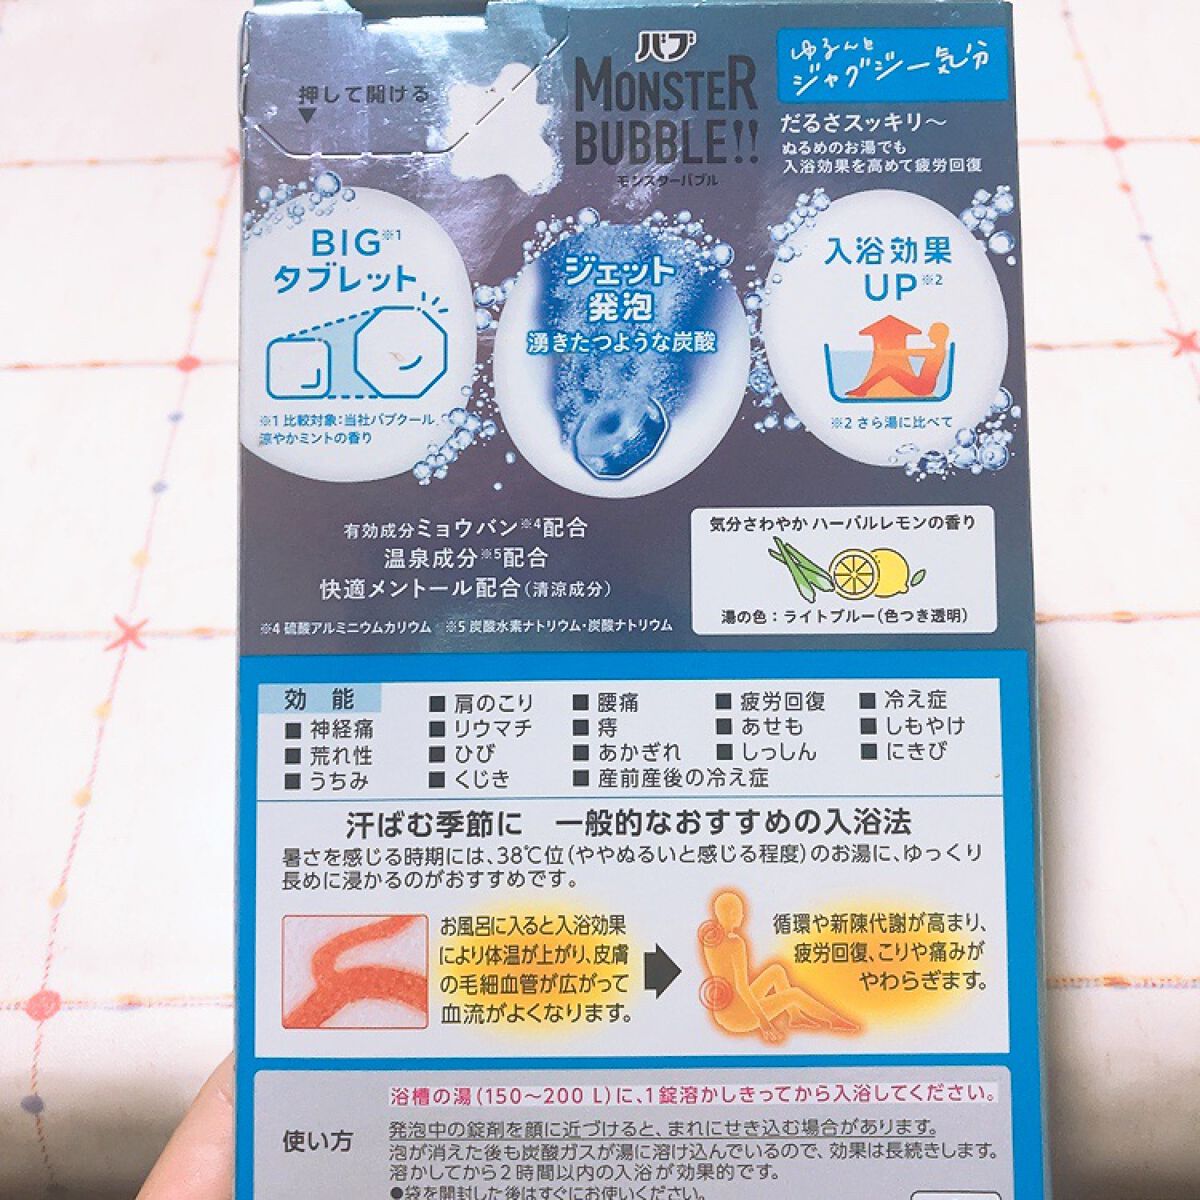 押して開ける
▼
バブ
MONSTER
BUBBLE!!
モンスターバブル
ゆるんと
ジャグジー気分
だるさスッキリ〜
ぬるめのお湯でも
入浴効果を高めて疲労回復
BIG※1
タブレット
※1 比較対象:当社バブクール
涼やかミントの香り
ジェット
発泡
湧きたつような炭酸
入浴効果
UP※2
※2 さら湯に比べて
有効成分ミョウバン※4配合
温泉成分※5配合
快適メントール配合(清涼成分)
※4 硫酸アルミニウムカリウム ※5 炭酸水素ナトリウム・炭酸ナトリウム
気分さわやか ハーバルレモンの香り
湯の色:ライトブルー(色つき透明)
効 能 ■肩のこり ■腰痛 ■疲労回復 ■冷え症
■神経痛 ■リウマチ ■痔 ■あせも ■しもやけ
■荒れ性 ■ひび ■あかぎれ ■しっしん ■にきび
■うちみ ■くじき ■産前産後の冷え症
汗ばむ季節に 一般的なおすすめの入浴法
暑さを感じる時期には、38℃位(ややぬるいと感じる程度)のお湯に、ゆっくり
長めに浸かるのがおすすめです。
お風呂に入ると入浴効果
により体温が上がり、皮膚
の毛細血管が広がって
血流がよくなります。
循環や新陳代謝が高まり、
疲労回復、こりや痛みが
やわらぎます。
使い方
浴槽の湯(150〜200 L)に、1錠溶かしきってから入浴してください。
発泡中の錠剤を顔に近づけると、まれにせき込む場合があります。
泡が消えた後も炭酸ガスが湯に溶け込んでいるので、効果は長続きします。
溶かしてから2時間以内の入浴が効果的です。
●袋を開封した後はすぐにお使いください。